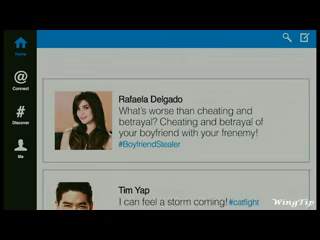 Home
@
Connect
#
Discover
Me
Rafaela Delgado
What's worse than cheating and
betrayal? Cheating and betrayal of
your boyfriend with your frenemy!
#BoyfriendStealer
Tim Yap
I can feel a storm coming! #catfight
WingTip